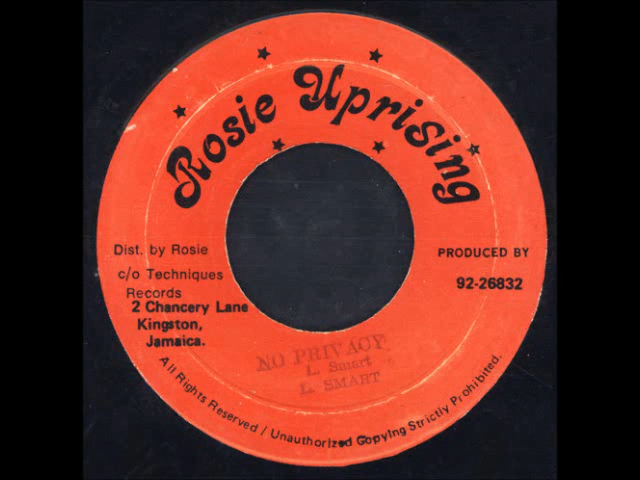 Rosie Uprising
Dist. by Rosie
c/o Techniques
Records
2 Chancery Lane
Kingston,
Jamaica.
PRODUCED BY
92-26832
NO PRIVACY
L. Smart
L. SMART
All Rights Reserved / Unauthorized Copying Strictly Prohibited.